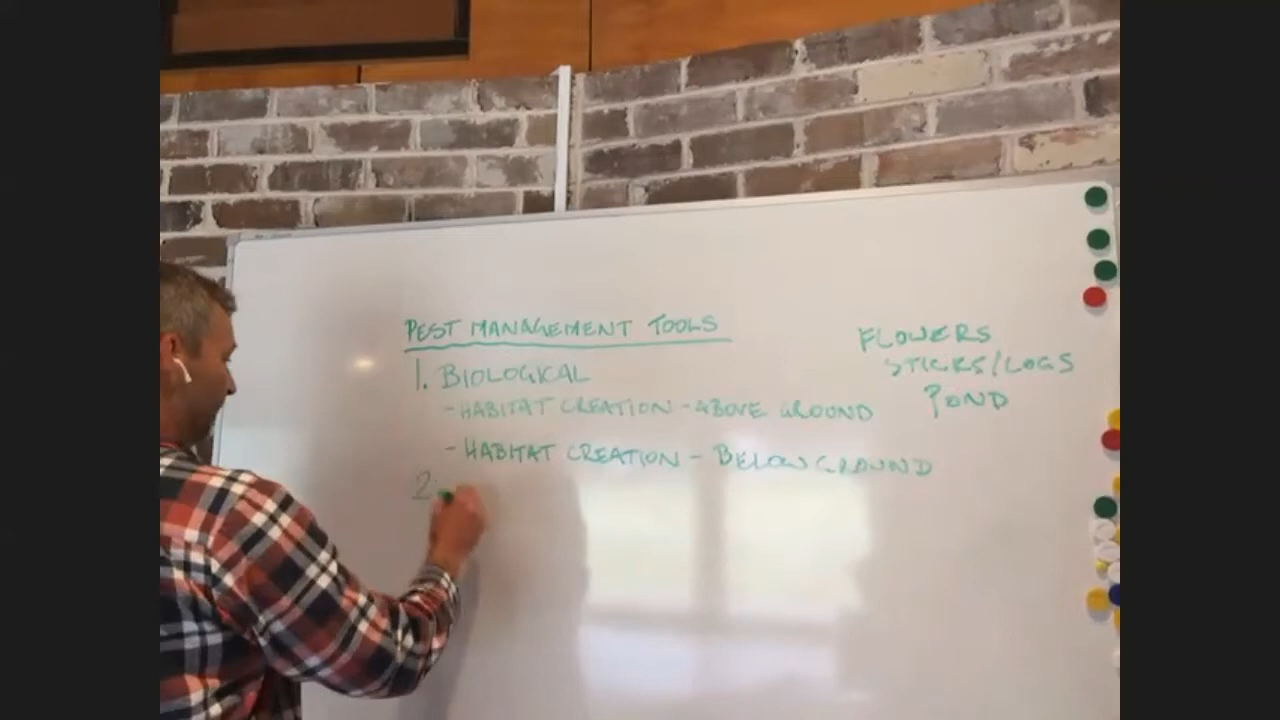 PEST MANAGEMENT TOOLS
1. BIOLOGICAL
- HABITAT CREATION - ABOVE GROUND
- HABITAT CREATION - BELOW GROUND
2.
FLOWERS
STICKS/LOGS
POND